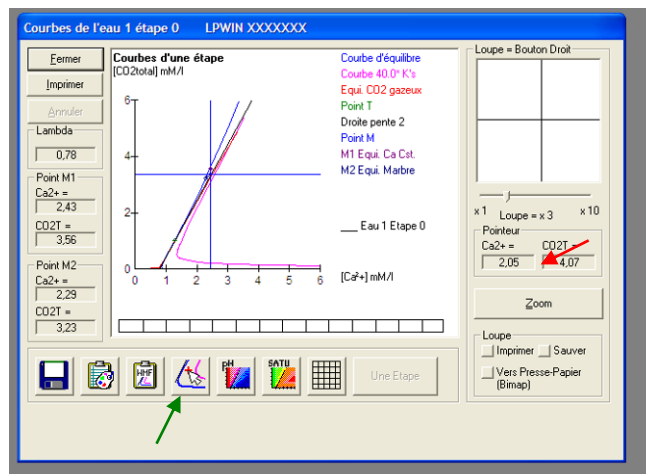 Courbes de l'eau 1 étape 0 LPWIN XXXXXXX
Fermer
Imprimer
Annuler
Lambda
0,78
Point M1
Ca2+ =
2,43
CO2T =
3,56
Point M2
Ca2+ =
2,29
CO2T =
3,23
Courbes d'une étape
[CO2total] mM/l
6
4
2
0
0 1 2 3 4 5 6
[Ca²+] mM/l
Courbe d'équilibre
Courbe 40.0° K's
Equi. CO2 gazeux
Point T
Droite pente 2
Point M
M1 Equi. Ca Cst.
M2 Equi. Marbre
___ Eau 1 Etape 0
Loupe = Bouton Droit
x 1 Loupe = x 3 x 10
Pointeur
Ca2+ = CO2T =
2,05 4,07
Zoom
Loupe
Imprimer Sauver
Vers Presse-Papier
(Bimap)
HMF
pH
SATU
Une Etape